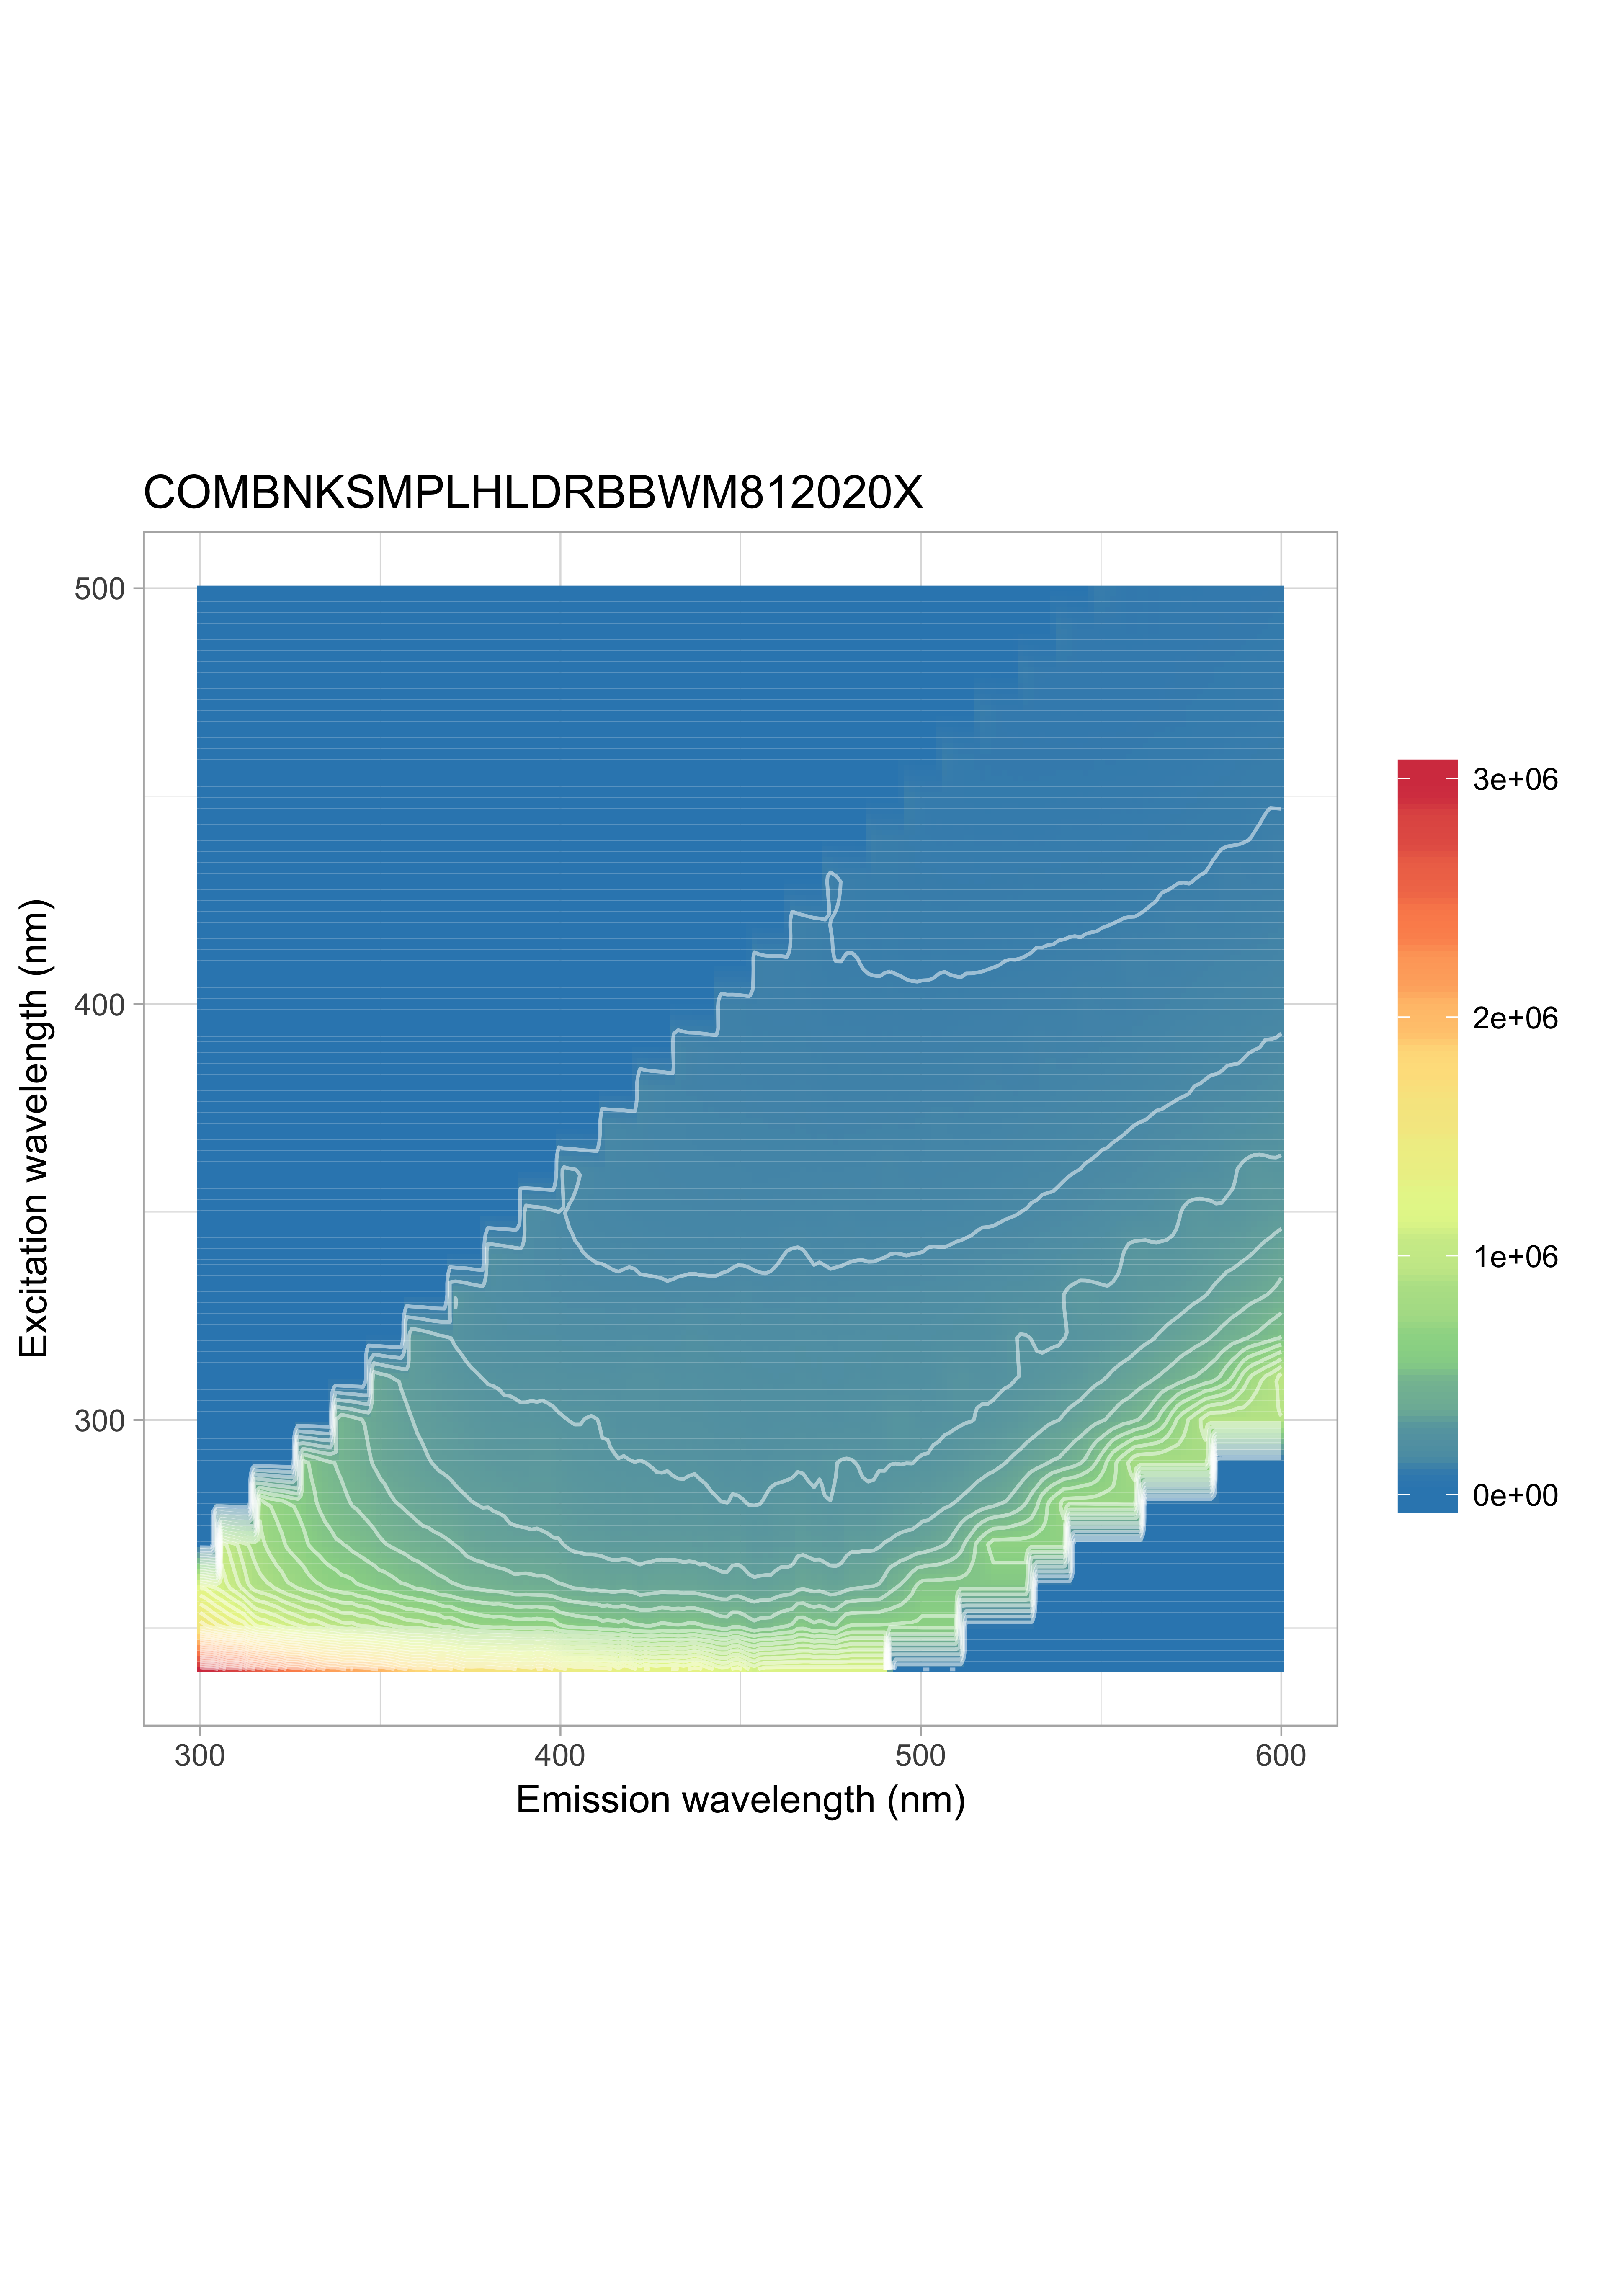 COMBNKSMPLHLDRBBWM812020X
500
400
300
Excitation wavelength (nm)
300 400 500 600
Emission wavelength (nm)
3e+06
2e+06
1e+06
0e+00